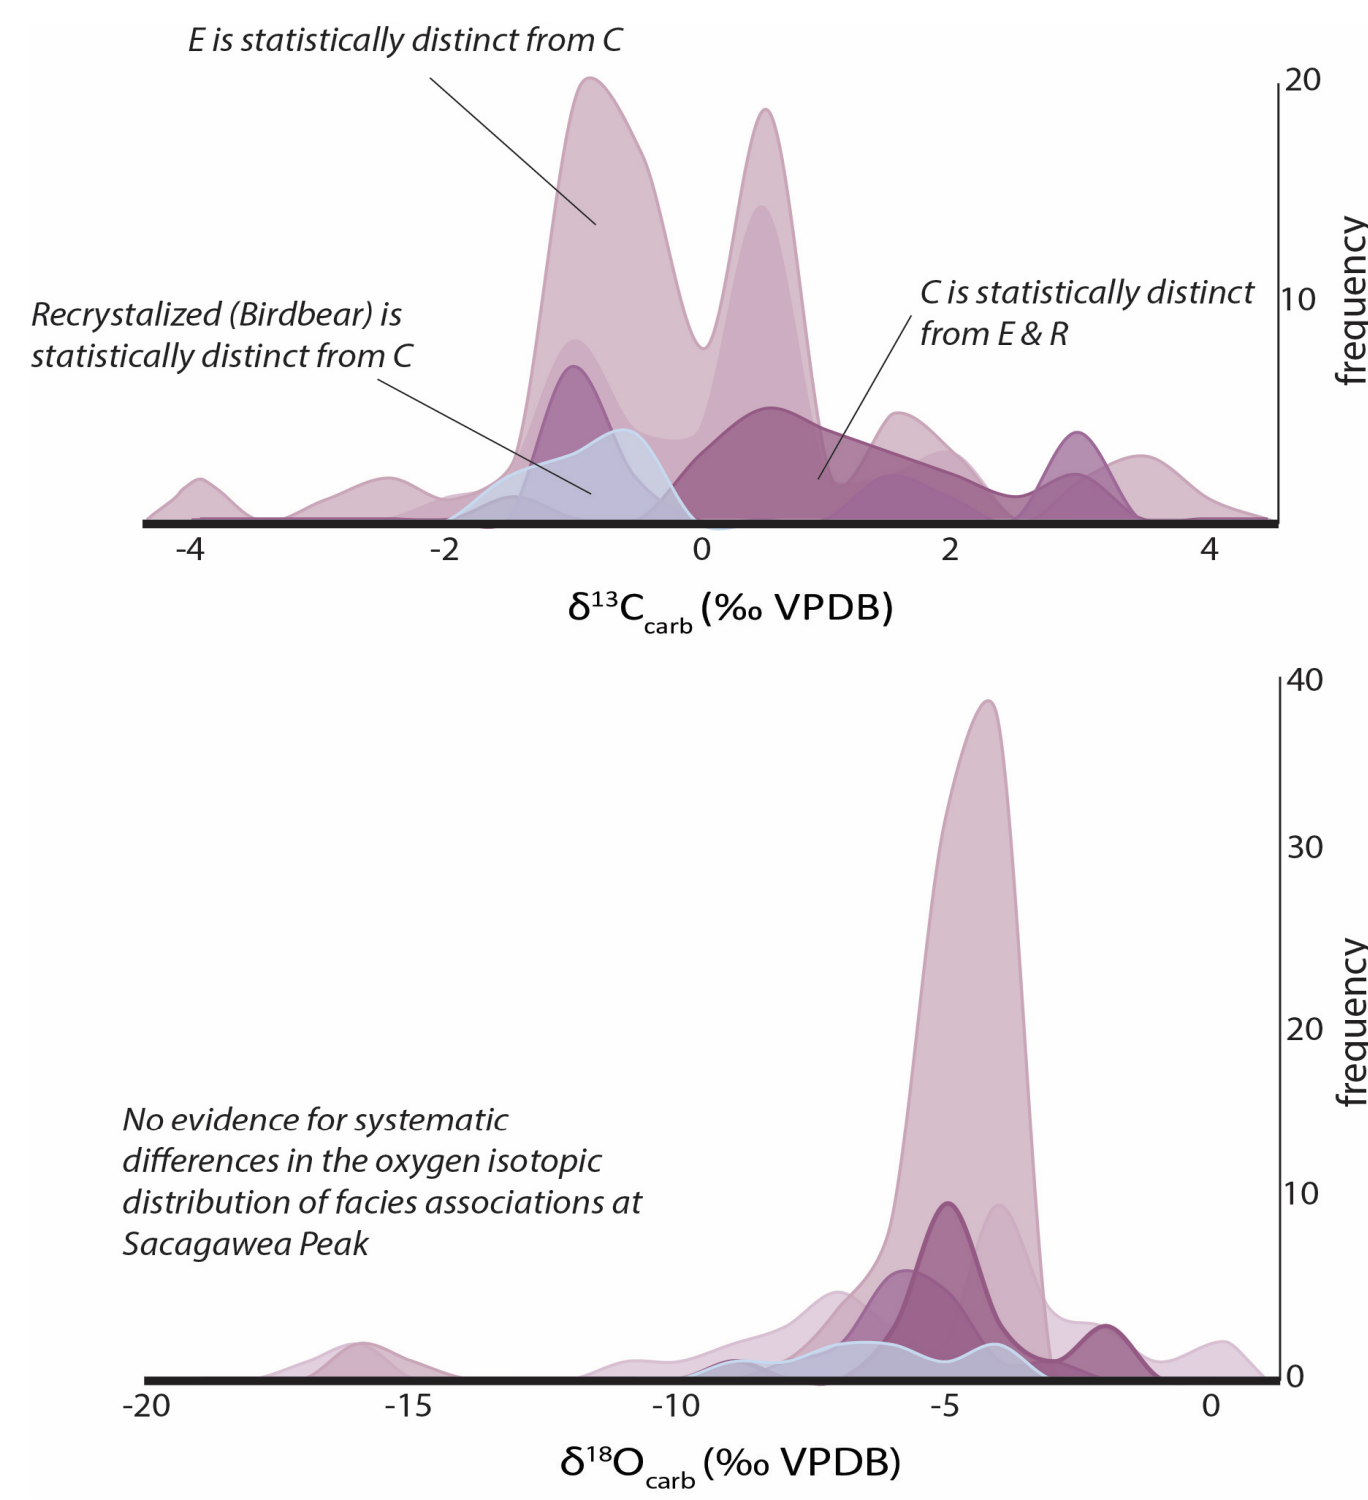 E is statistically distinct from C
20
Recrystalized (Birdbear) is
statistically distinct from C
C is statistically distinct
from E & R
10
frequency
-4 -2 0 2 4
δ¹³Ccarb (‰ VPDB)
40
30
20
10
0
frequency
No evidence for systematic
differences in the oxygen isotopic
distribution of facies associations at
Sacagawea Peak
-20 -15 -10 -5 0
δ¹⁸Ocarb (‰ VPDB)